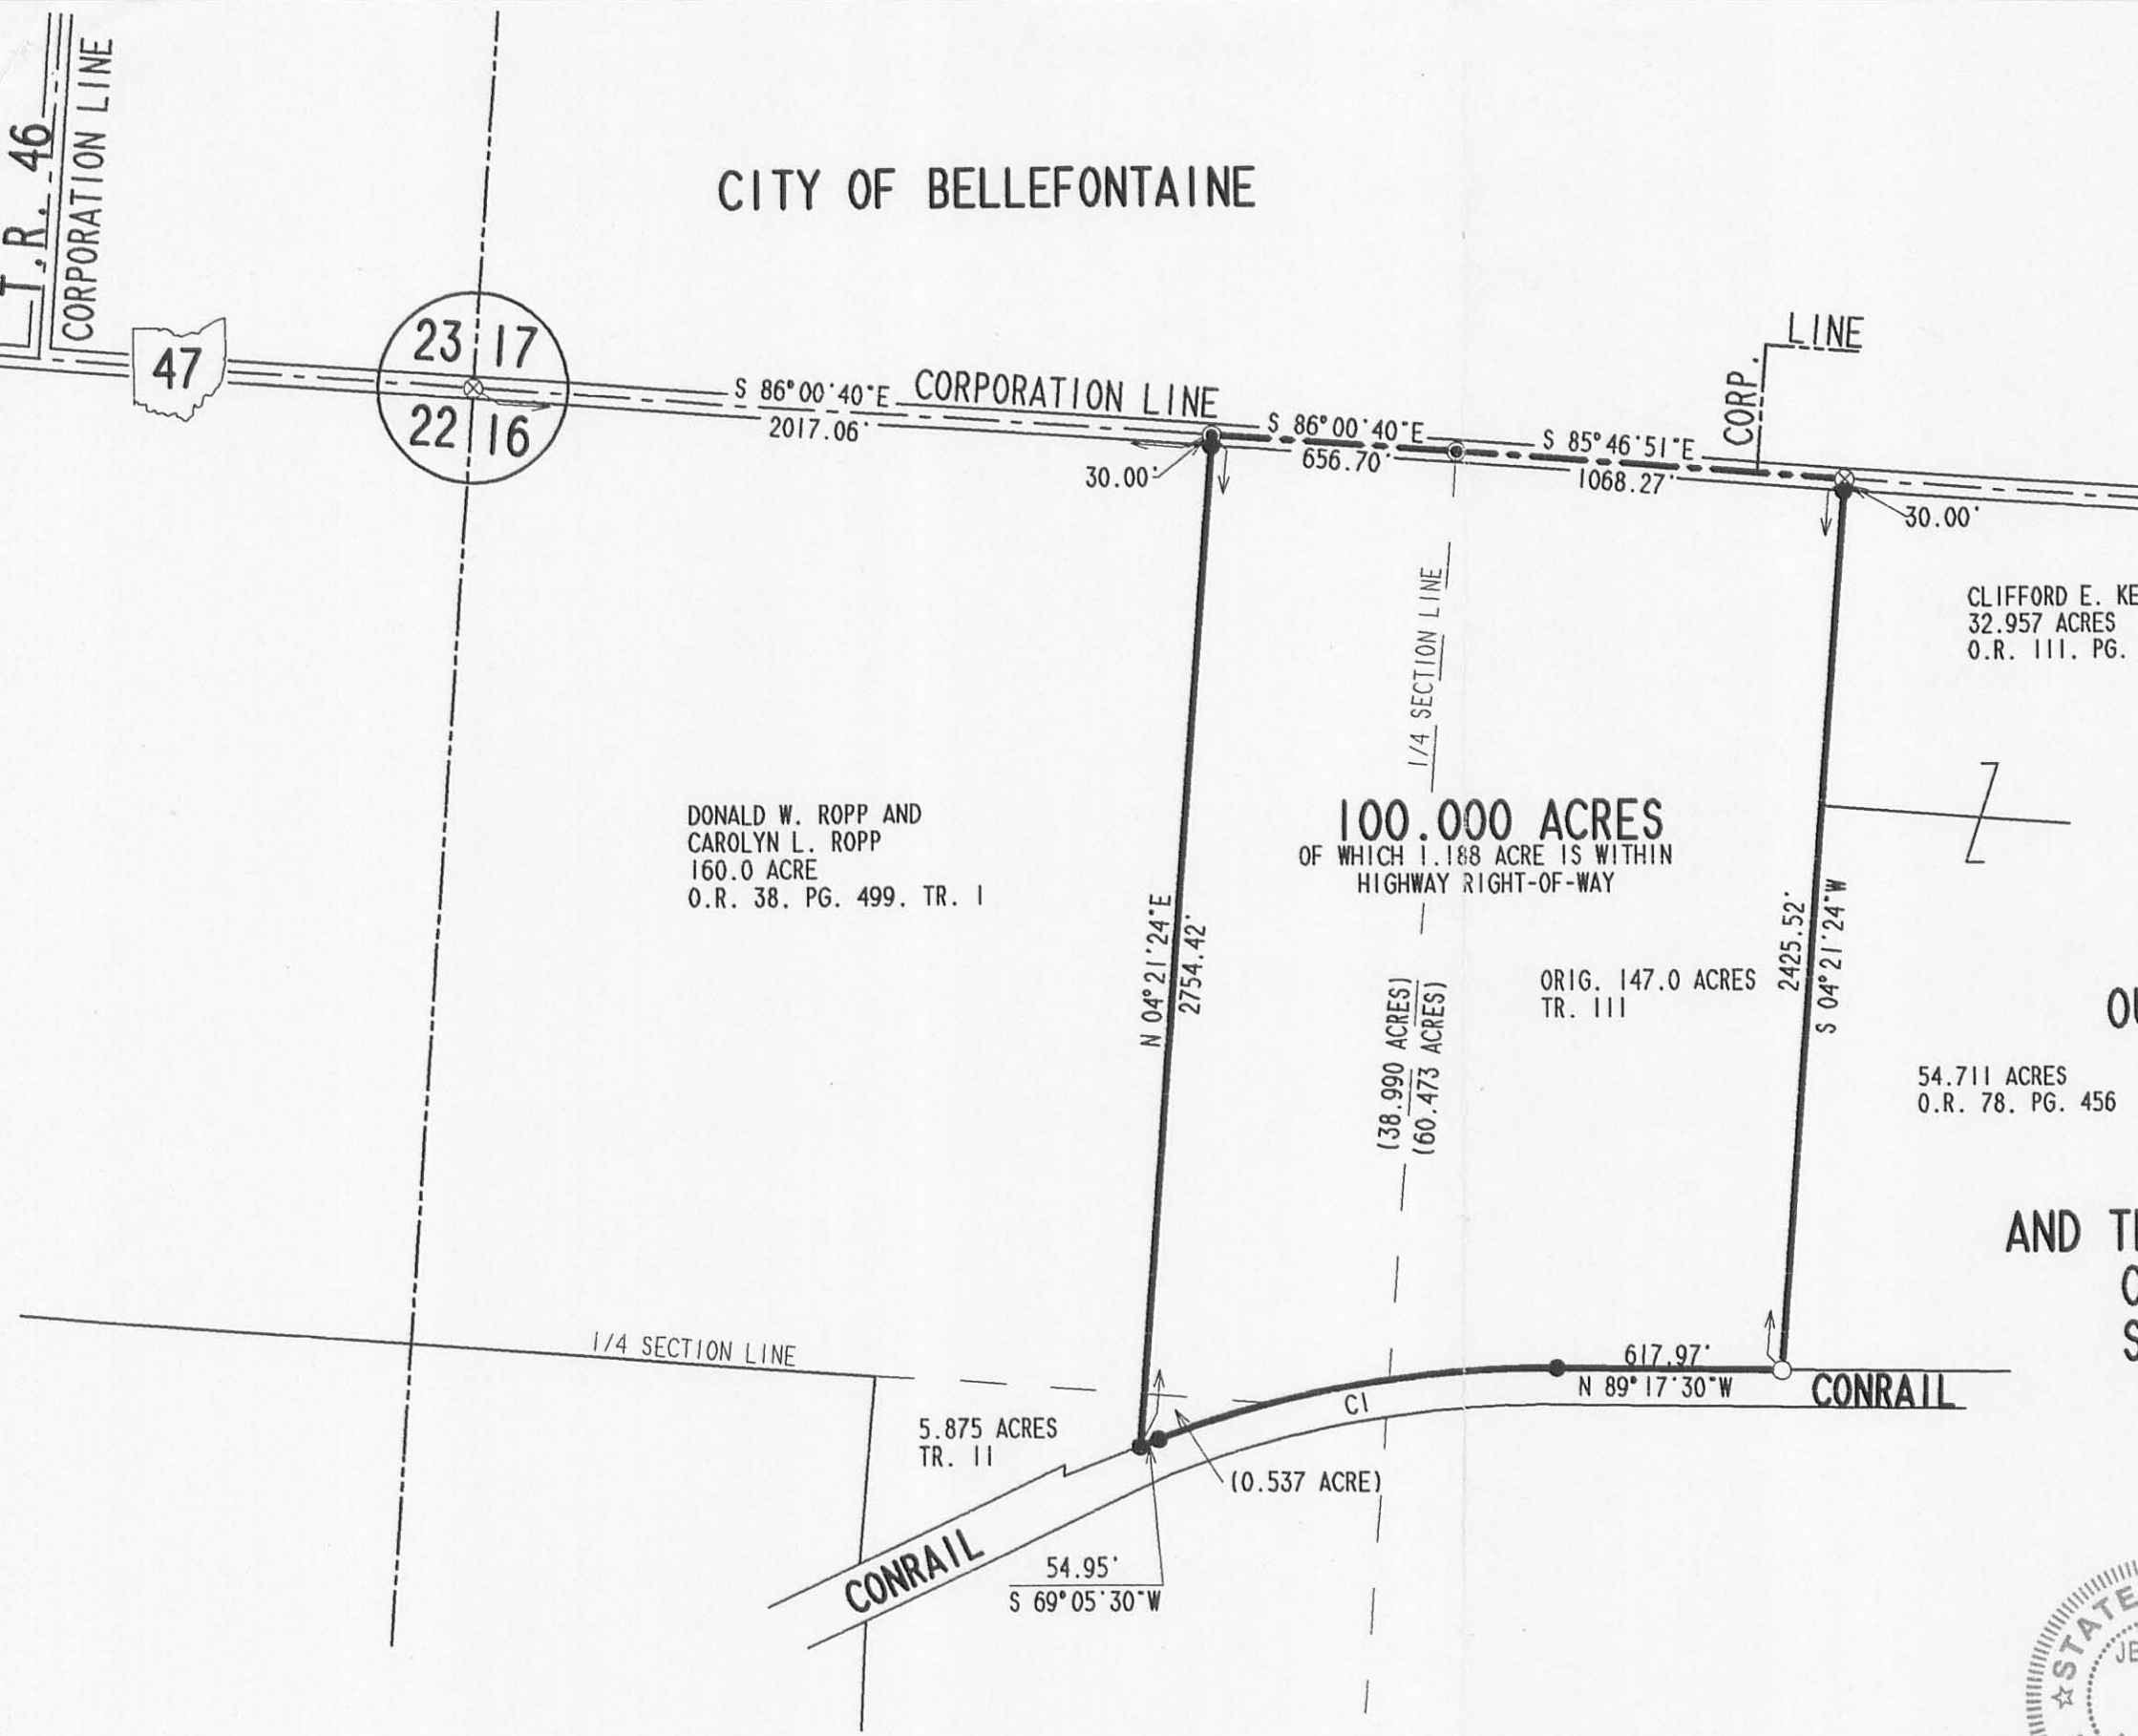 T.R. 46
CORPORATION LINE
CITY OF BELLEFONTAINE
47
23 17
22 16
S 86°00'40"E
2017.06'
CORPORATION LINE
S 86°00'40"E
656.70'
S 85°46'51"E
1068.27'
CORP.
LINE
30.00'
30.00'
CLIFFORD E. KE
32.957 ACRES
O.R. 111. PG.
1/4 SECTION LINE
DONALD W. ROPP AND
CAROLYN L. ROPP
160.0 ACRE
O.R. 38. PG. 499. TR. I
100.000 ACRES
OF WHICH 1.188 ACRE IS WITHIN
HIGHWAY RIGHT-OF-WAY
N 04°21'24"E
2754.42'
2425.52'
S 04°21'24"W
ORIG. 147.0 ACRES
TR. III
(38.990 ACRES)
(60.473 ACRES)
54.711 ACRES
O.R. 78. PG. 456
OU
AND T
1/4 SECTION LINE
617.97'
N 89°17'30"W
CONRAIL
C1
5.875 ACRES
TR. II
(0.537 ACRE)
CONRAIL
54.95'
S 69°05'30"W
STATE
JE